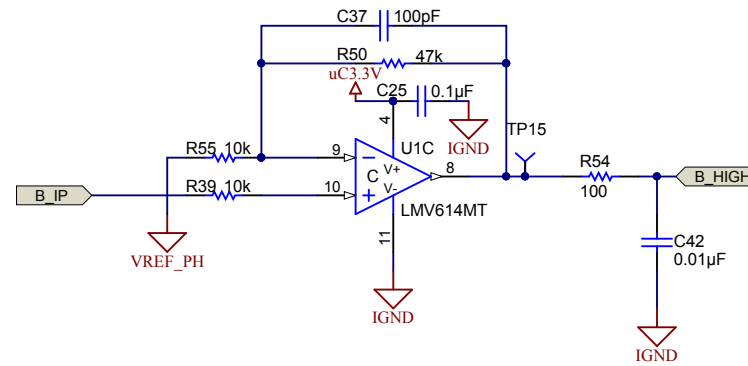 C37 100pF
R50 47k
uC3.3V
C25 0.1µF
4
IGND
TP15
R55 10k
9
U1C
V+
C
8
R54
100
B_IP
R39 10k
10
V-
B_HIGH
LMV614MT
11
VREF_PH
C42
0.01µF
IGND
IGND